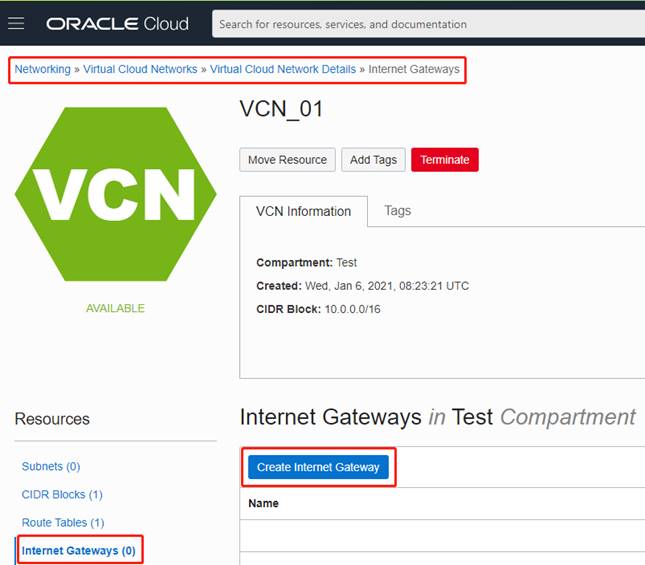 ORACLE Cloud
Search for resources, services, and documentation
Networking » Virtual Cloud Networks » Virtual Cloud Network Details » Internet Gateways
VCN
AVAILABLE
VCN_01
Move Resource
Add Tags
Terminate
VCN Information
Tags
Compartment: Test
Created: Wed, Jan 6, 2021, 08:23:21 UTC
CIDR Block: 10.0.0.0/16
Resources
Subnets (0)
CIDR Blocks (1)
Route Tables (1)
Internet Gateways (0)
Internet Gateways in Test Compartment
Create Internet Gateway
Name